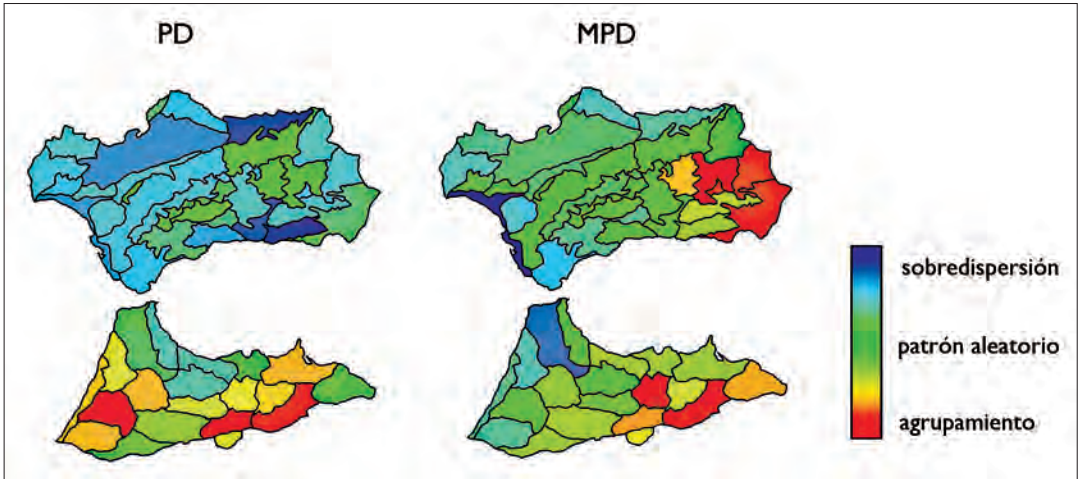 PD
MPD
sobredispersión
patrón aleatorio
agrupamiento